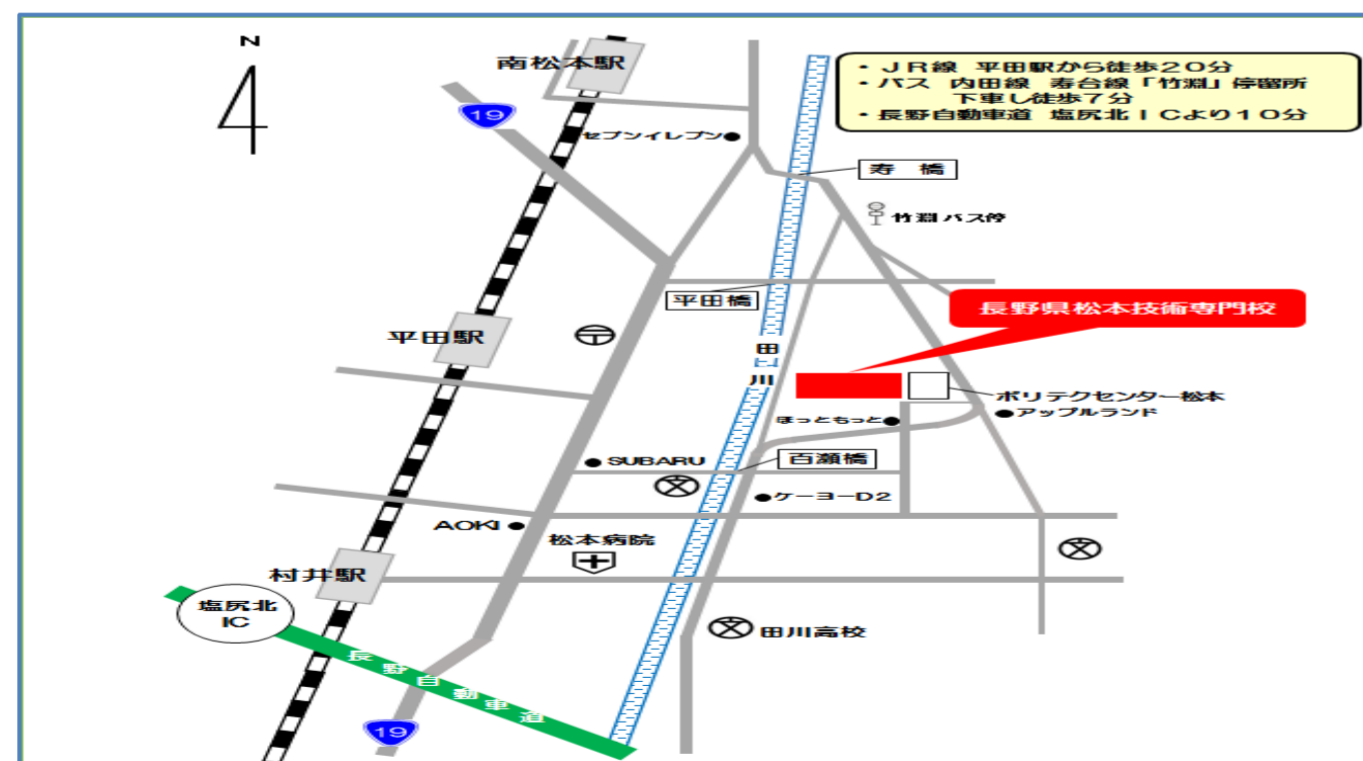 N
南松本駅
・ＪＲ線 平田駅から徒歩２０分
・バス 内田線 寿台線「竹淵」停留所
下車し徒歩７分
・長野自動車道 塩尻北ＩＣより１０分
19
セブンイレブン
寿 橋
竹淵バス停
平田橋
長野県松本技術専門校
平田駅
田川
ポリテクセンター松本
アップルランド
ほっともっと
SUBARU
百瀬橋
ケーヨーD2
AOKI
松本病院
村井駅
塩尻北
IC
田川高校
長野自動車道
19